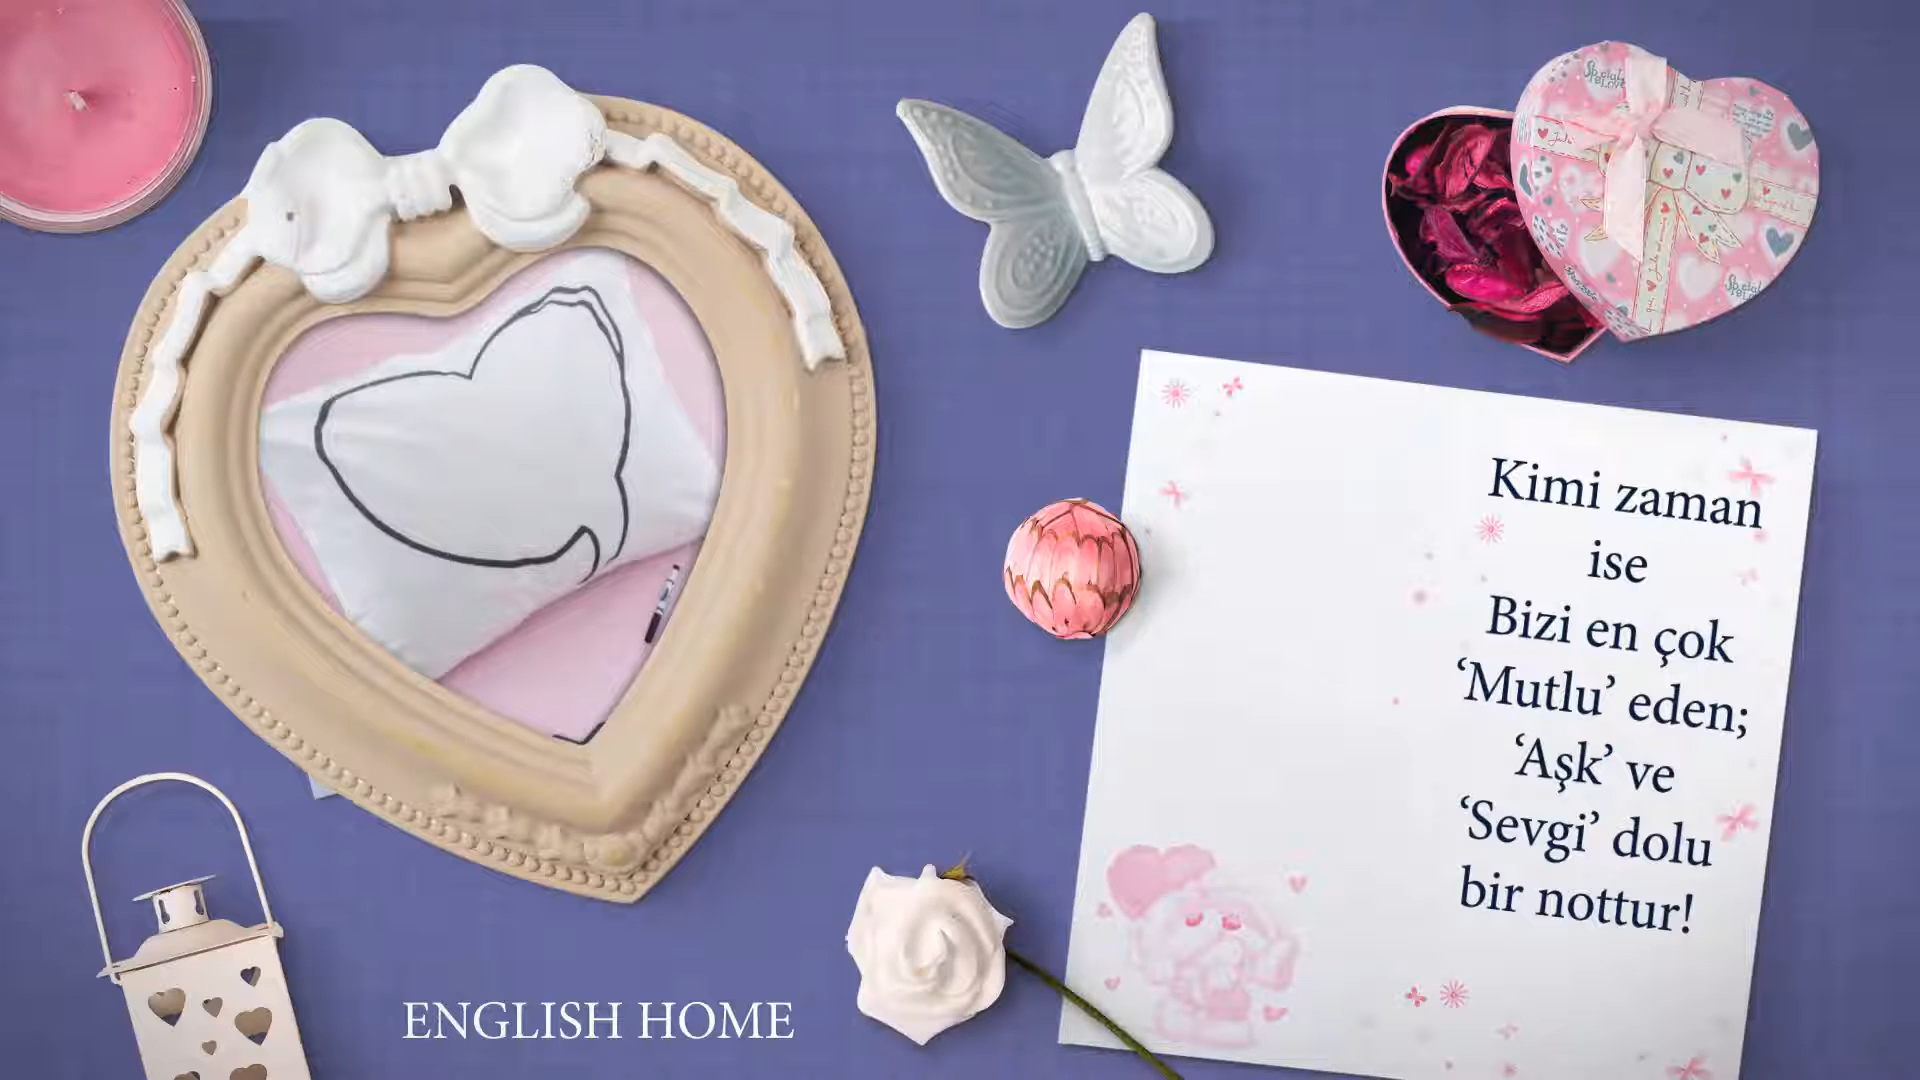 Kimi zaman
ise
Bizi en çok
‘Mutlu’ eden;
‘Aşk’ ve
‘Sevgi’ dolu
bir nottur!
ENGLISH HOME